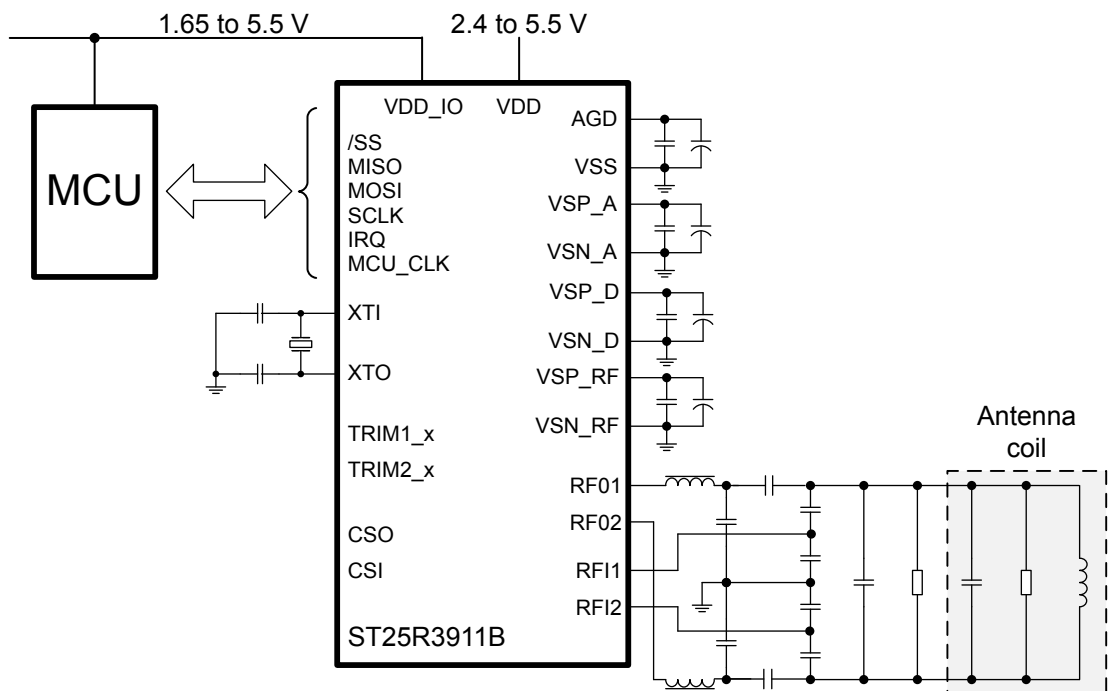 1.65 to 5.5 V
2.4 to 5.5 V
MCU
VDD_IO
VDD
/SS
MISO
MOSI
SCLK
IRQ
MCU_CLK
XTI
XTO
TRIM1_x
TRIM2_x
CSO
CSI
ST25R3911B
AGD
VSS
VSP_A
VSN_A
VSP_D
VSN_D
VSP_RF
VSN_RF
RF01
RF02
RFI1
RFI2
Antenna
coil